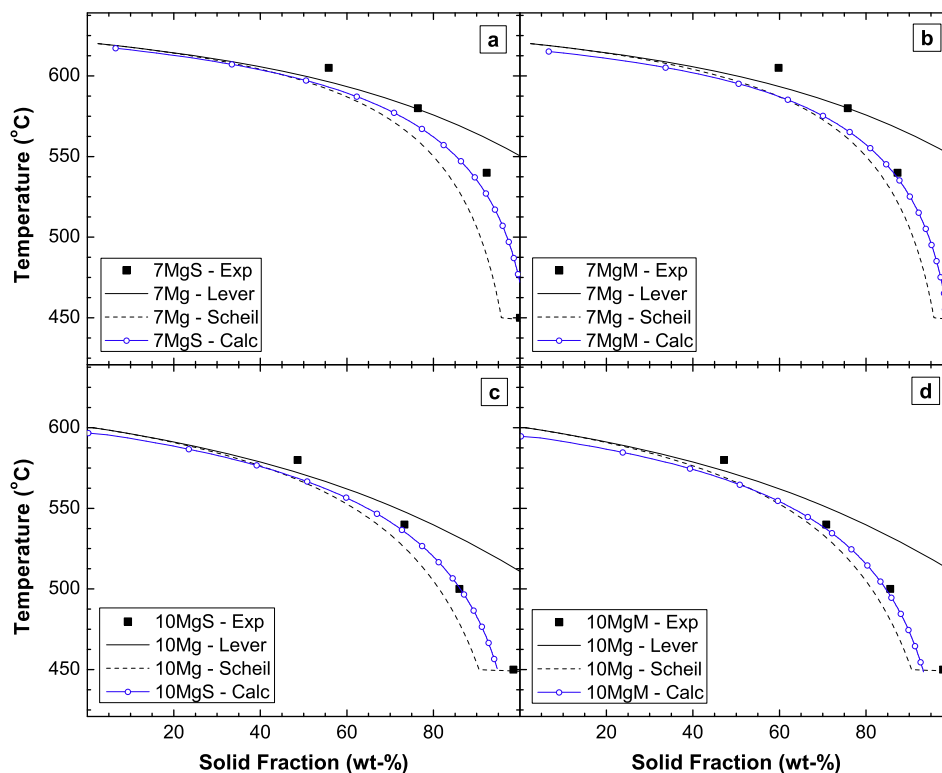 a
b
600
550
500
450
Temperature (°C)
7MgS - Exp
7Mg - Lever
7Mg - Scheil
7MgS - Calc
7MgM - Exp
7Mg - Lever
7Mg - Scheil
7MgM - Calc
c
d
600
550
500
450
Temperature (°C)
10MgS - Exp
10Mg - Lever
10Mg - Scheil
10MgS - Calc
10MgM - Exp
10Mg - Lever
10Mg - Scheil
10MgM - Calc
20 40 60 80
20 40 60 80
Solid Fraction (wt-%)
Solid Fraction (wt-%)